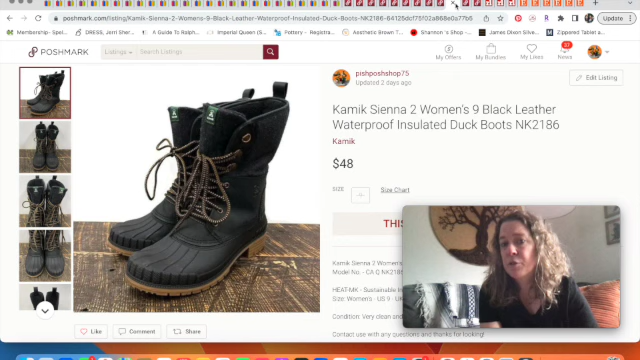 poshmark.com/listing/Kamik-Sienna-2-Womens-9-Black-Leather-Waterproof-Insulated-Duck-Boots-NK2186-64125dd75f02a868e0a77b5
Update
Membership- Spel
DRESS, Jerri Sher
A Guide To Ralph
Imperial Queen (S
Pottery - Registra
Aesthetic Brown T
Shannon´s Shop -
James Dixon Silve
Zippered Tablet a
POSHMARK
Listings
Search Listings
My Offers
My Bundles
My Likes
News
pishposhshop75
Updated 2 days ago
Edit Listing
Kamik Sienna 2 Women's 9 Black Leather
Waterproof Insulated Duck Boots NK2186
Kamik
$48
SIZE
Size Chart
THIS
Kamik Sienna 2 Women's
Model No. - CA Q NK2186
HEAT-MK - Sustainable In
Size: Women's - US 9 - UK
Condition: Very clean and
Contact use with any questions and thanks for looking!
Like
Comment
Share